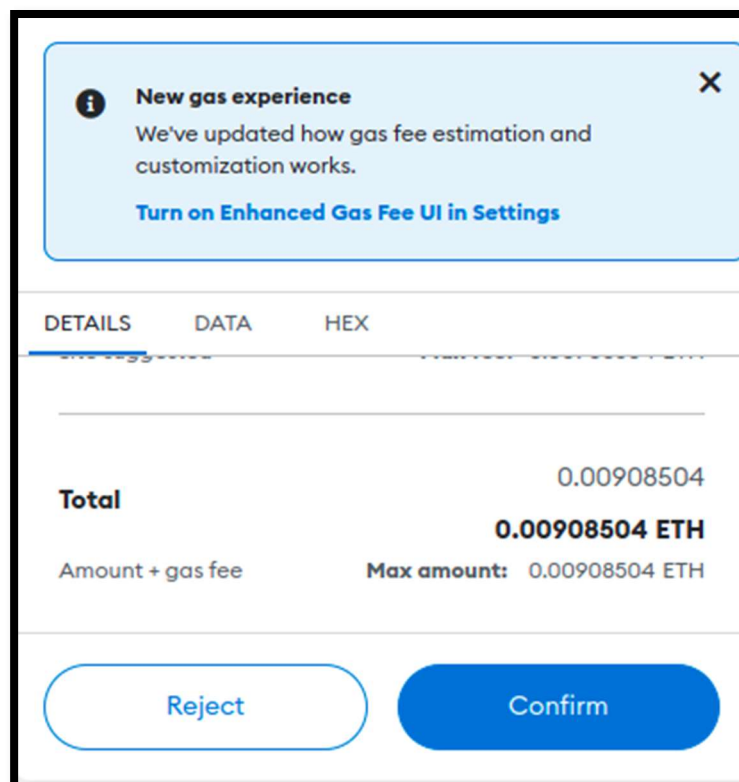 New gas experience
We've updated how gas fee estimation and
customization works.
Turn on Enhanced Gas Fee UI in Settings
DETAILS DATA HEX
0.00908504
Total
0.00908504 ETH
Amount + gas fee Max amount: 0.00908504 ETH
Reject Confirm